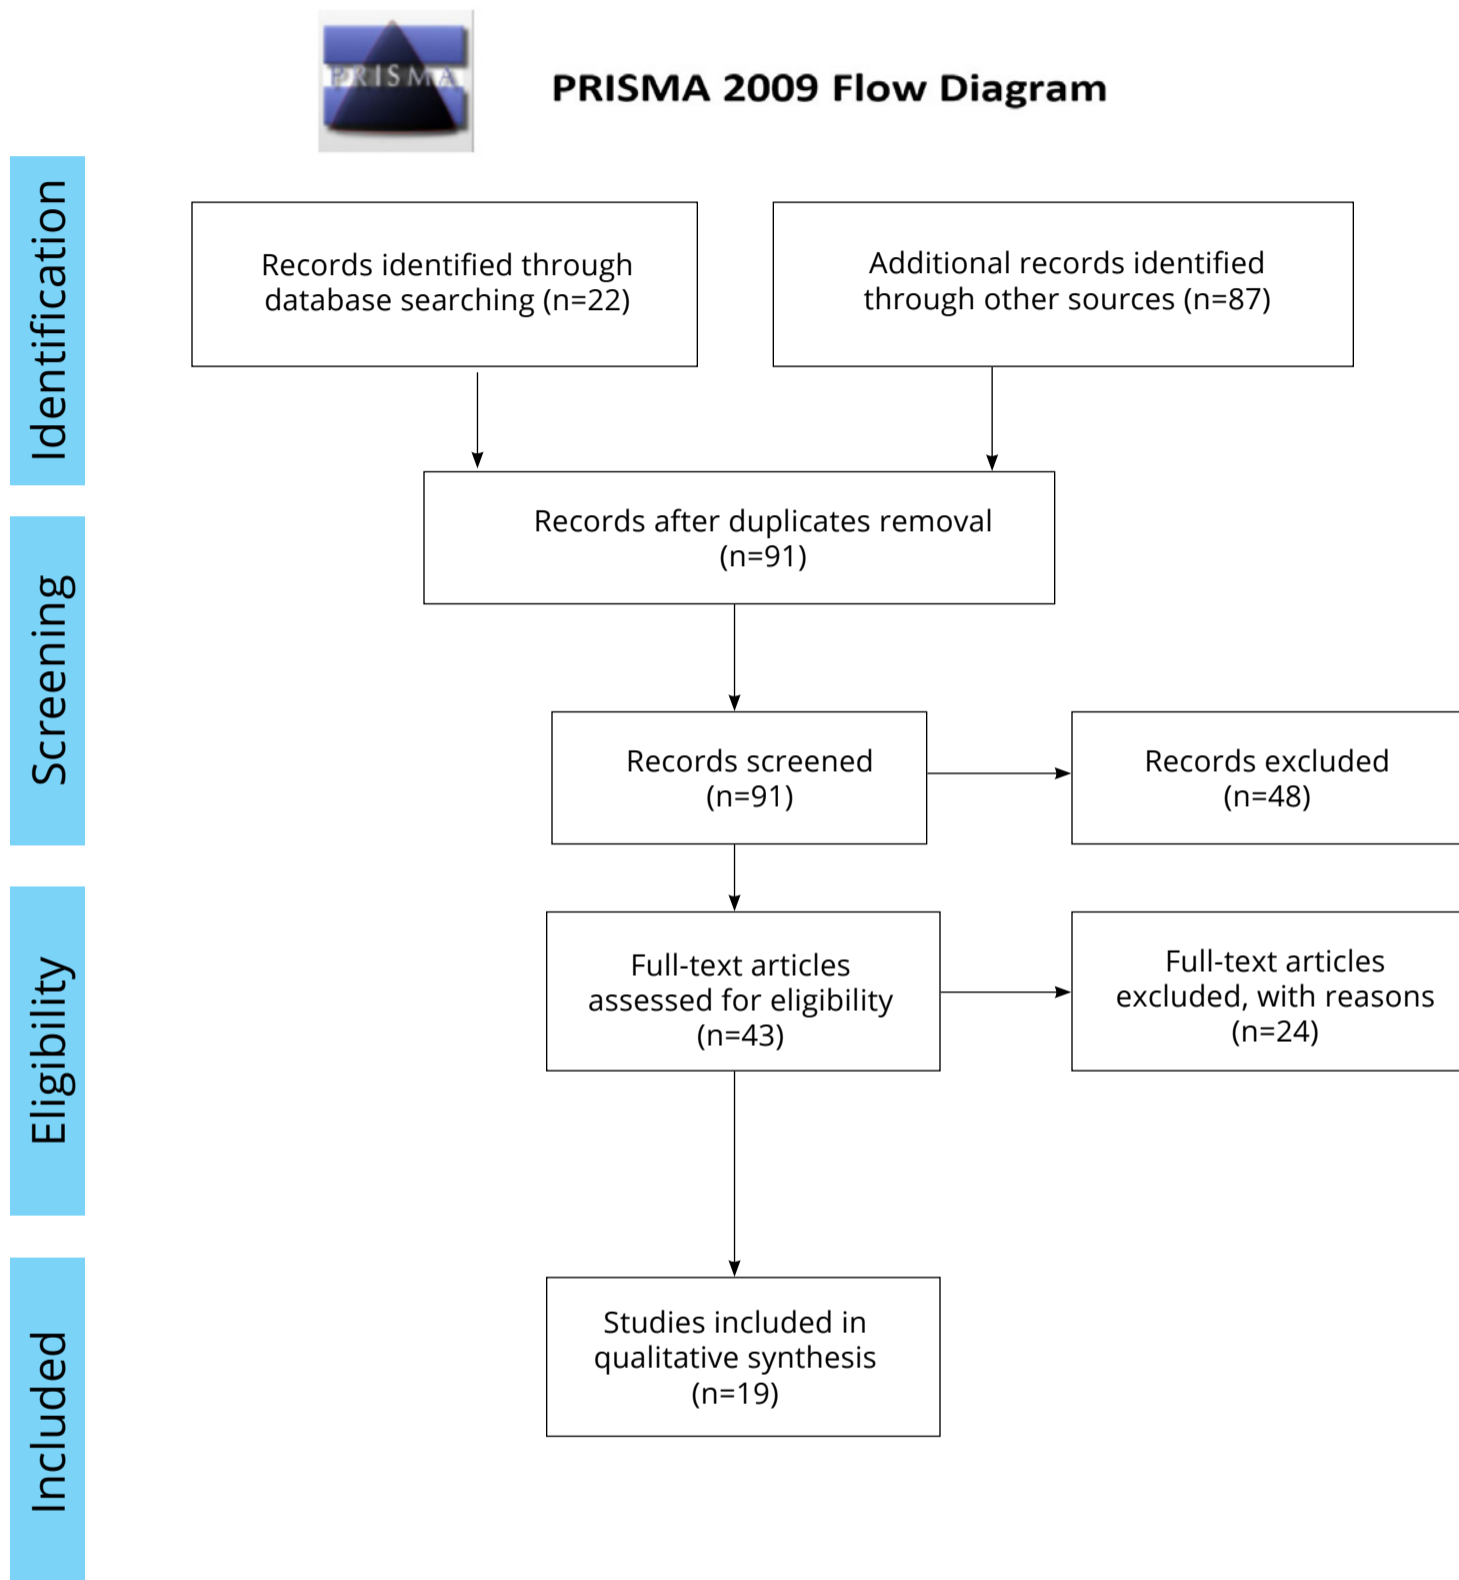 PRISMA
PRISMA 2009 Flow Diagram
Identification
Records identified through
database searching (n=22)
Additional records identified
through other sources (n=87)
Records after duplicates removal
(n=91)
Screening
Records screened
(n=91)
Records excluded
(n=48)
Eligibility
Full-text articles
assessed for eligibility
(n=43)
Full-text articles
excluded, with reasons
(n=24)
Included
Studies included in
qualitative synthesis
(n=19)